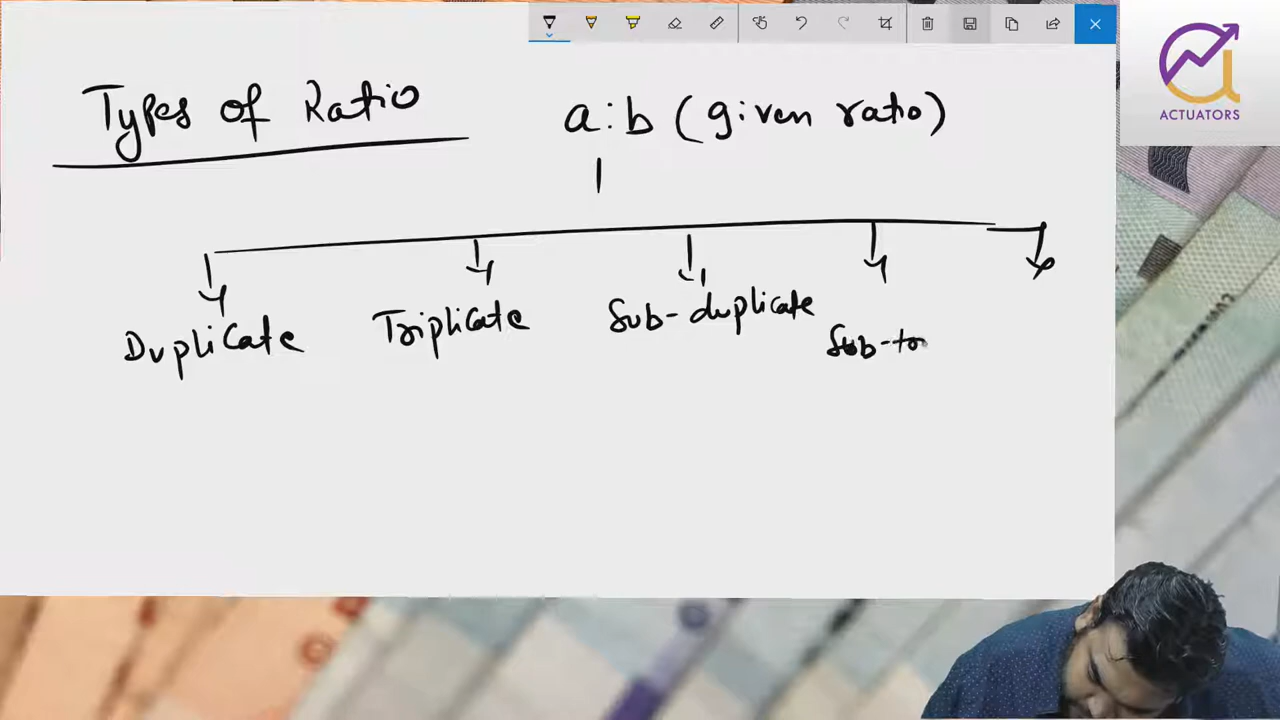 Types of Ratio
a:b (given ratio)
ACTUATORS
Duplicate
Triplicate
Sub-duplicate
Sub-tr